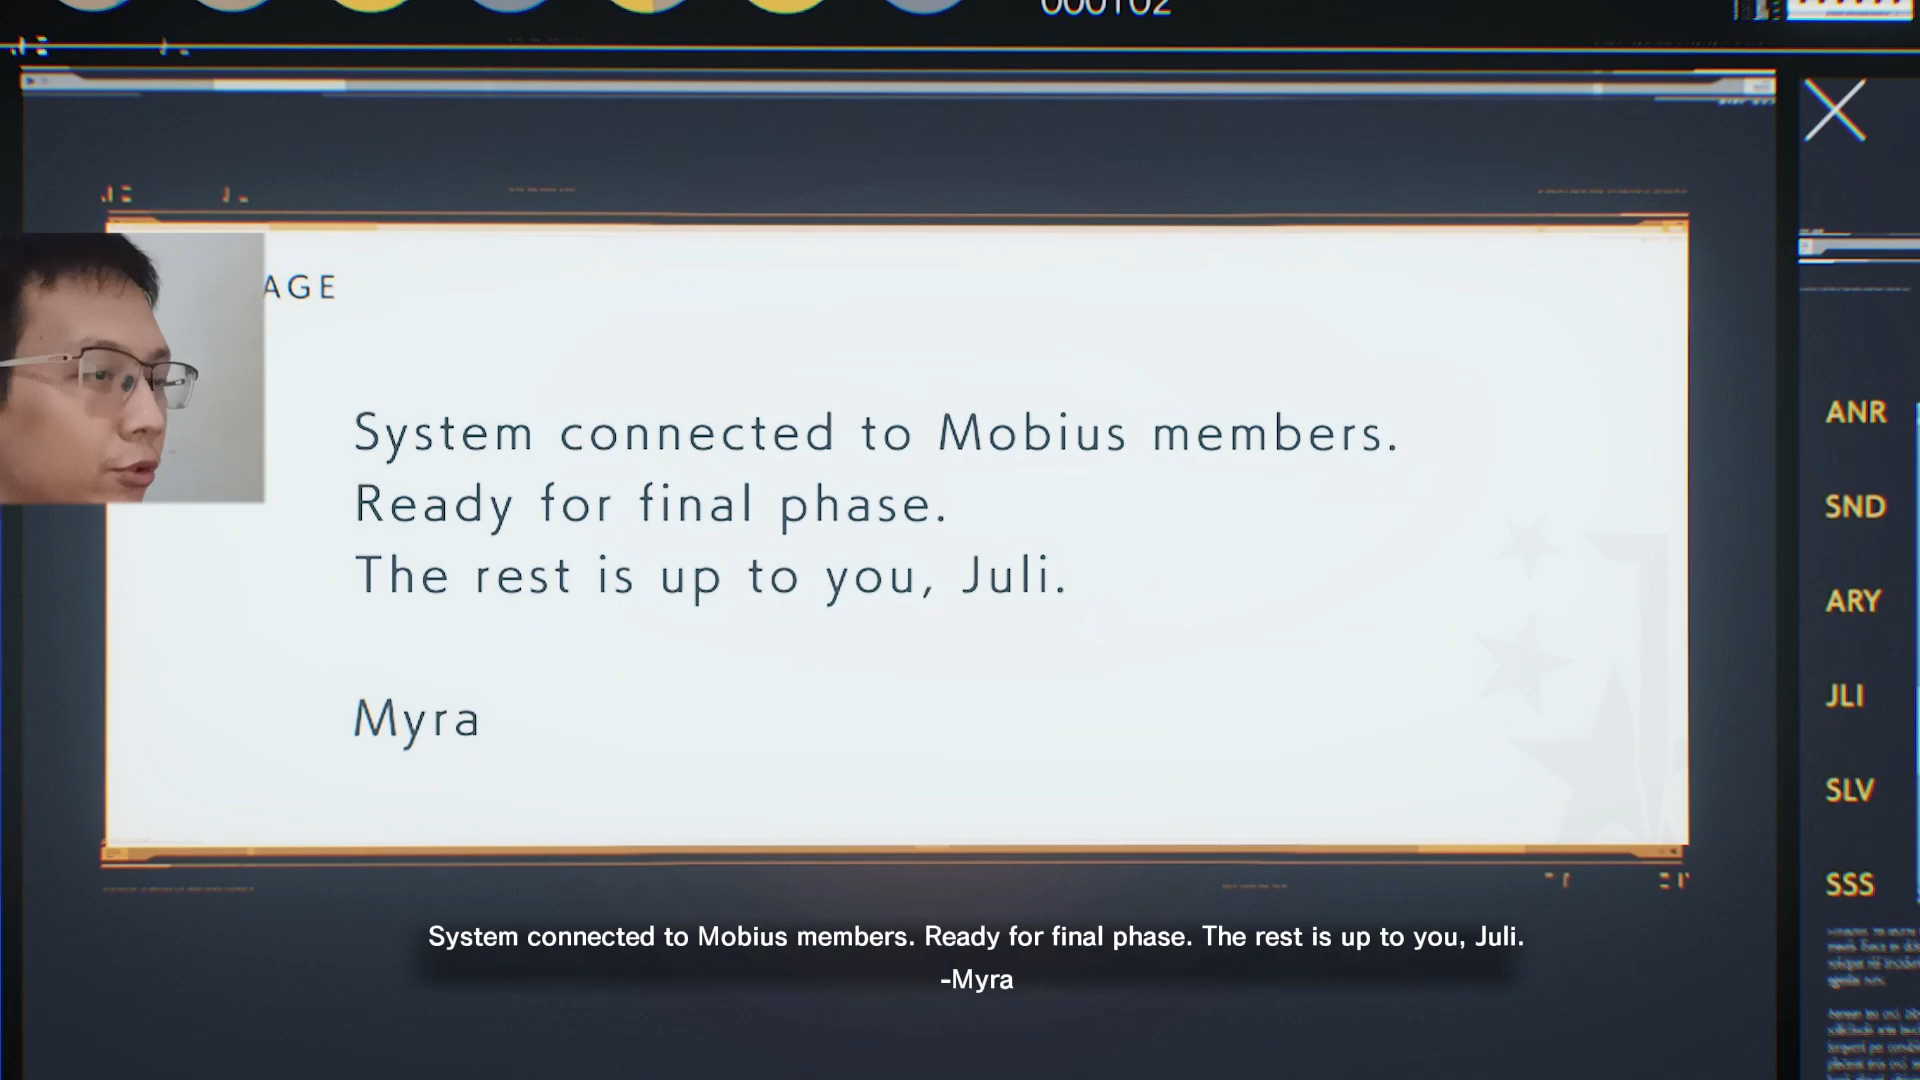 000102
AGE
System connected to Mobius members.
Ready for final phase.
The rest is up to you, Juli.
Myra
ANR
SND
ARY
JLI
SLV
SSS
System connected to Mobius members. Ready for final phase. The rest is up to you, Juli.
-Myra